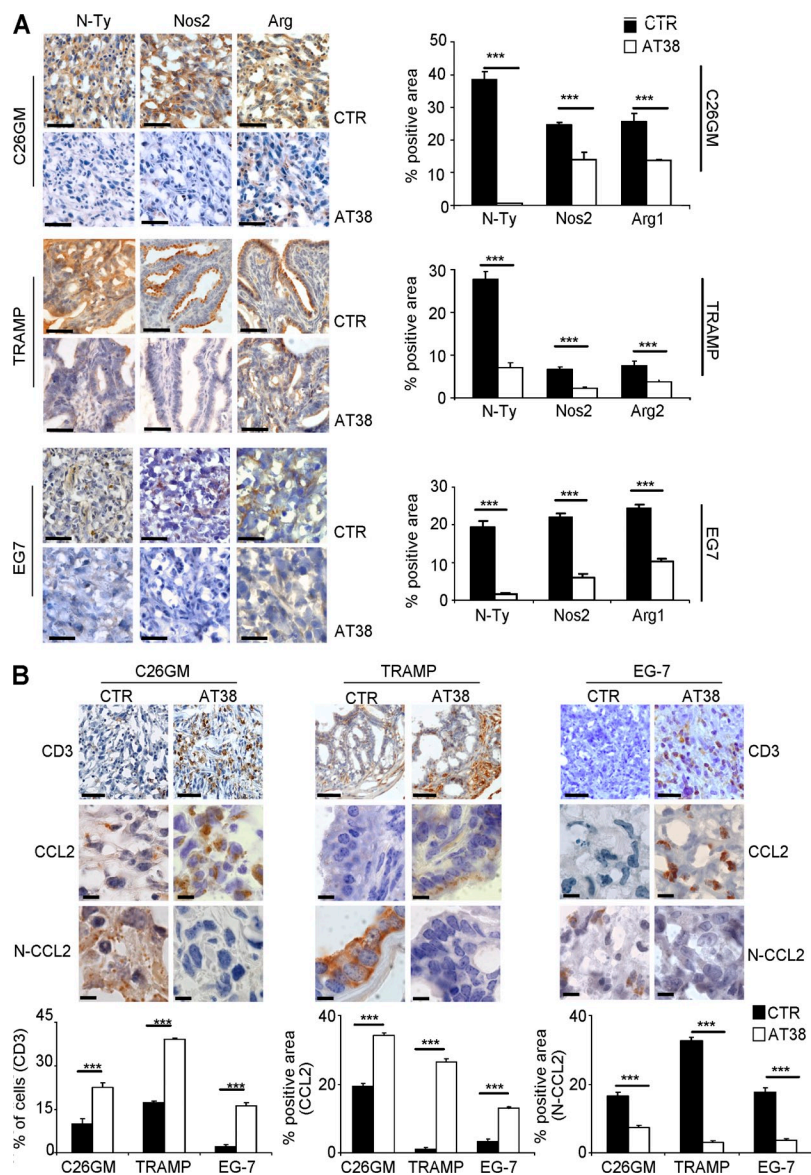 A
N-Ty Nos2 Arg
C26GM
CTR
AT38
TRAMP
CTR
AT38
EG7
CTR
AT38
CTR
AT38
% positive area
40
30
20
10
0
***
***
***
N-Ty Nos2 Arg1
C26GM
% positive area
30
20
10
0
***
***
***
N-Ty Nos2 Arg2
TRAMP
% positive area
30
20
10
0
***
***
***
N-Ty Nos2 Arg1
EG7
B
C26GM TRAMP EG-7
CTR AT38 CTR AT38 CTR AT38
CD3 CD3
CCL2 CCL2
N-CCL2 N-CCL2
% of cells (CD3)
45
30
15
0
***
***
***
C26GM TRAMP EG-7
% positive area
(CCL2)
40
20
0
***
***
***
C26GM TRAMP EG-7
% positive area
(N-CCL2)
40
20
0
***
***
***
C26GM TRAMP EG-7
CTR
AT38